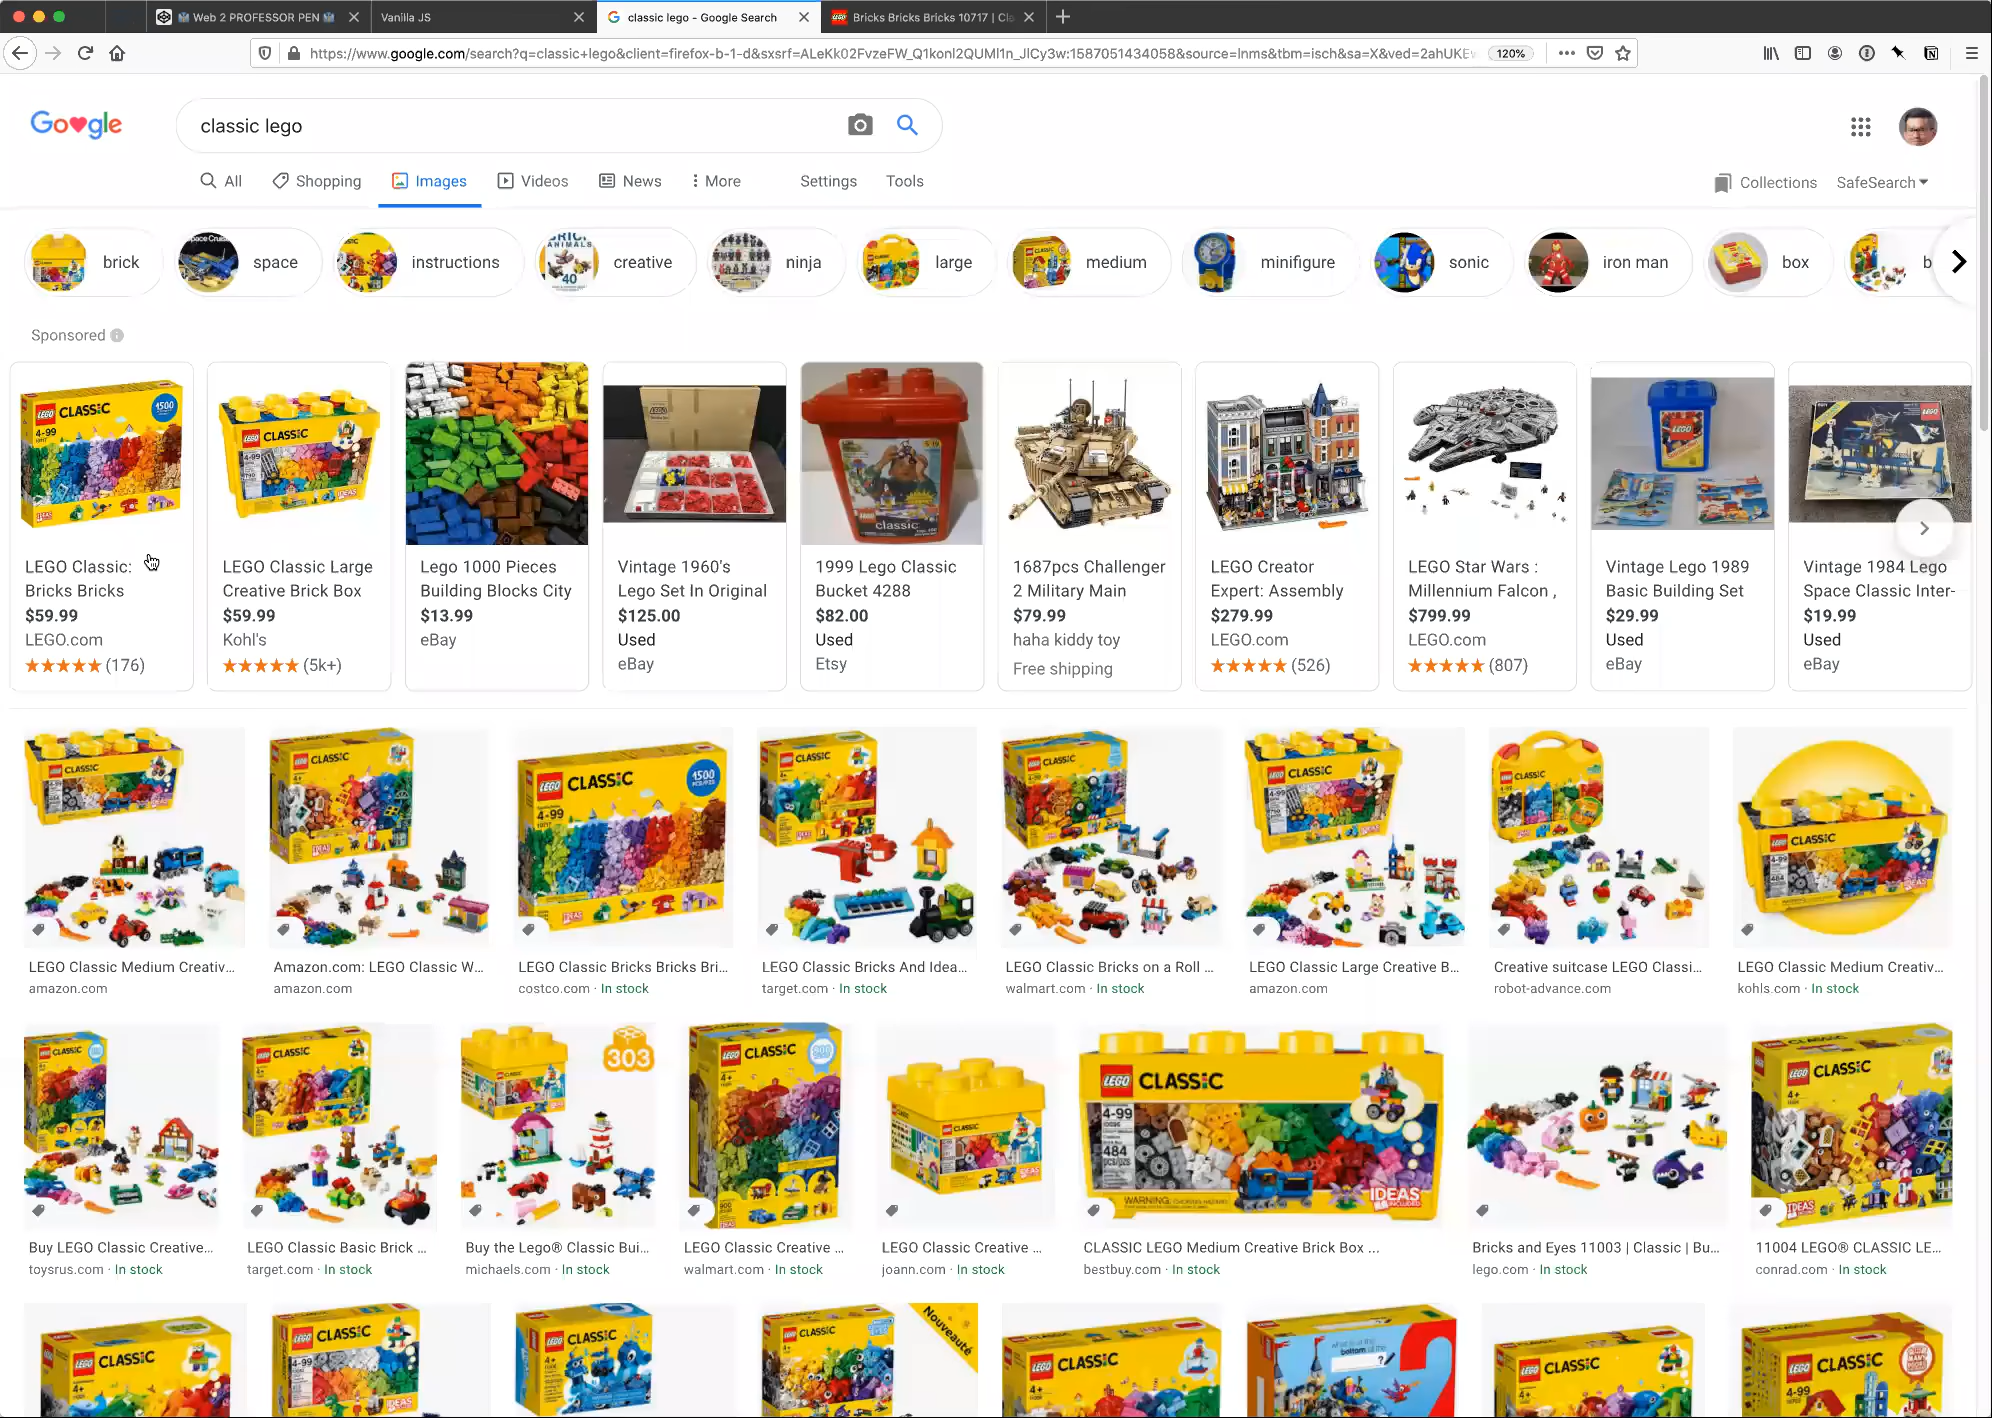 Web 2 PROFESSOR PEN
Vanilla JS
classic lego - Google Search
Bricks Bricks Bricks 10717 | Cla
https://www.google.com/search?q=classic+lego&client=firefox-b-1-d&sxsrf=ALeKk02FvzeFW_Q1konl2QUMl1n_JlCy3w:1587051434058&source=lnms&tbm=isch&sa=X&ved=2ahUKEw
120%
classic lego
All
Shopping
Images
Videos
News
More
Settings
Tools
Collections
SafeSearch
brick
space
instructions
creative
ninja
large
medium
minifigure
sonic
iron man
box
b
Sponsored
LEGO Classic:
Bricks Bricks
$59.99
LEGO.com
(176)
LEGO Classic Large
Creative Brick Box
$59.99
Kohl's
(5k+)
Lego 1000 Pieces
Building Blocks City
$13.99
eBay
Vintage 1960's
Lego Set In Original
$125.00
Used
eBay
1999 Lego Classic
Bucket 4288
$82.00
Used
Etsy
1687pcs Challenger
2 Military Main
$79.99
haha kiddy toy
Free shipping
LEGO Creator
Expert: Assembly
$279.99
LEGO.com
(526)
LEGO Star Wars :
Millennium Falcon ,
$799.99
LEGO.com
(807)
Vintage Lego 1989
Basic Building Set
$29.99
Used
eBay
Vintage 1984 Lego
Space Classic Inter-
$19.99
Used
eBay
LEGO Classic Medium Creativ...
amazon.com
Amazon.com: LEGO Classic W...
amazon.com
LEGO Classic Bricks Bricks Bri...
costco.com · In stock
LEGO Classic Bricks And Idea...
target.com · In stock
LEGO Classic Bricks on a Roll ...
walmart.com · In stock
LEGO Classic Large Creative B...
amazon.com
Creative suitcase LEGO Classi...
robot-advance.com
LEGO Classic Medium Creativ...
kohls.com · In stock
303
LEGO CLASSIC
4-99
484
PCS/PZS
WARNING:
IDEAS
INCLUDED
Buy LEGO Classic Creative...
toysrus.com · In stock
LEGO Classic Basic Brick ...
target.com · In stock
Buy the Lego® Classic Bui...
michaels.com · In stock
LEGO Classic Creative ...
walmart.com · In stock
LEGO Classic Creative ...
joann.com · In stock
CLASSIC LEGO Medium Creative Brick Box ...
bestbuy.com · In stock
Bricks and Eyes 11003 | Classic | Bu...
lego.com · In stock
11004 LEGO® CLASSIC LE...
conrad.com · In stock
Nouveauté